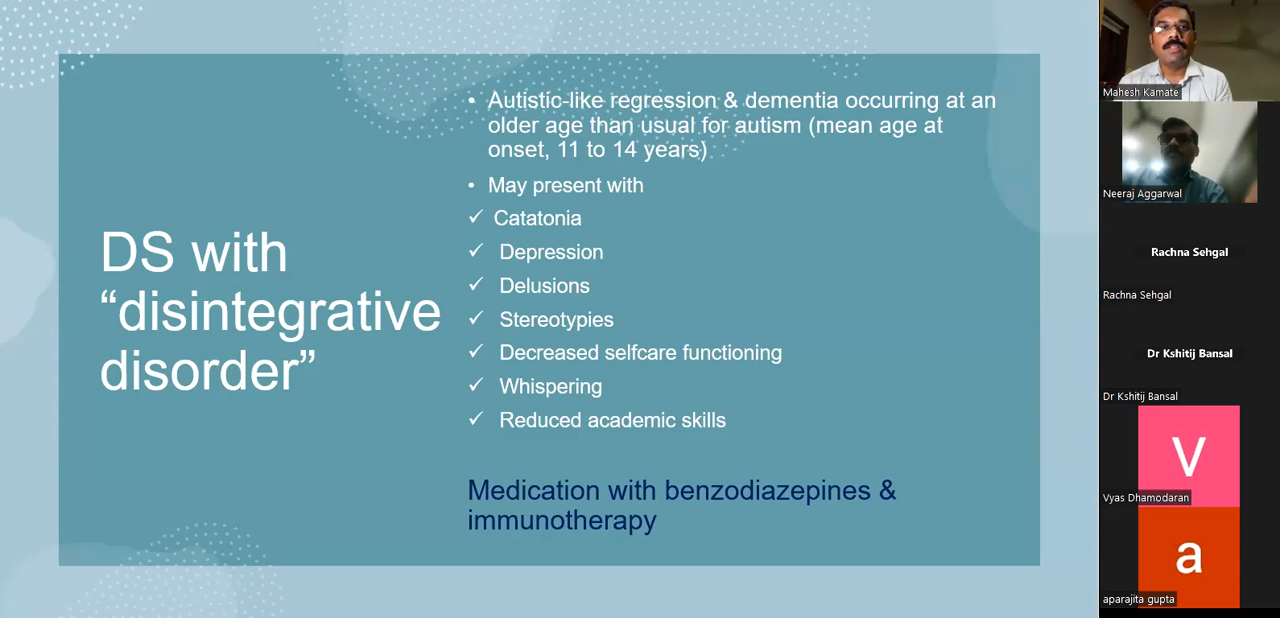 DS with
“disintegrative
disorder”
• Autistic-like regression & dementia occurring at an
older age than usual for autism (mean age at
onset, 11 to 14 years)
• May present with
✓ Catatonia
✓ Depression
✓ Delusions
✓ Stereotypies
✓ Decreased selfcare functioning
✓ Whispering
✓ Reduced academic skills
Medication with benzodiazepines &
immunotherapy
Mahesh Kamate
Neeraj Aggarwal
Rachna Sehgal
Rachna Sehgal
Dr Kshitij Bansal
Dr Kshitij Bansal
V
Vyas Dhamodaran
a
aparajita gupta